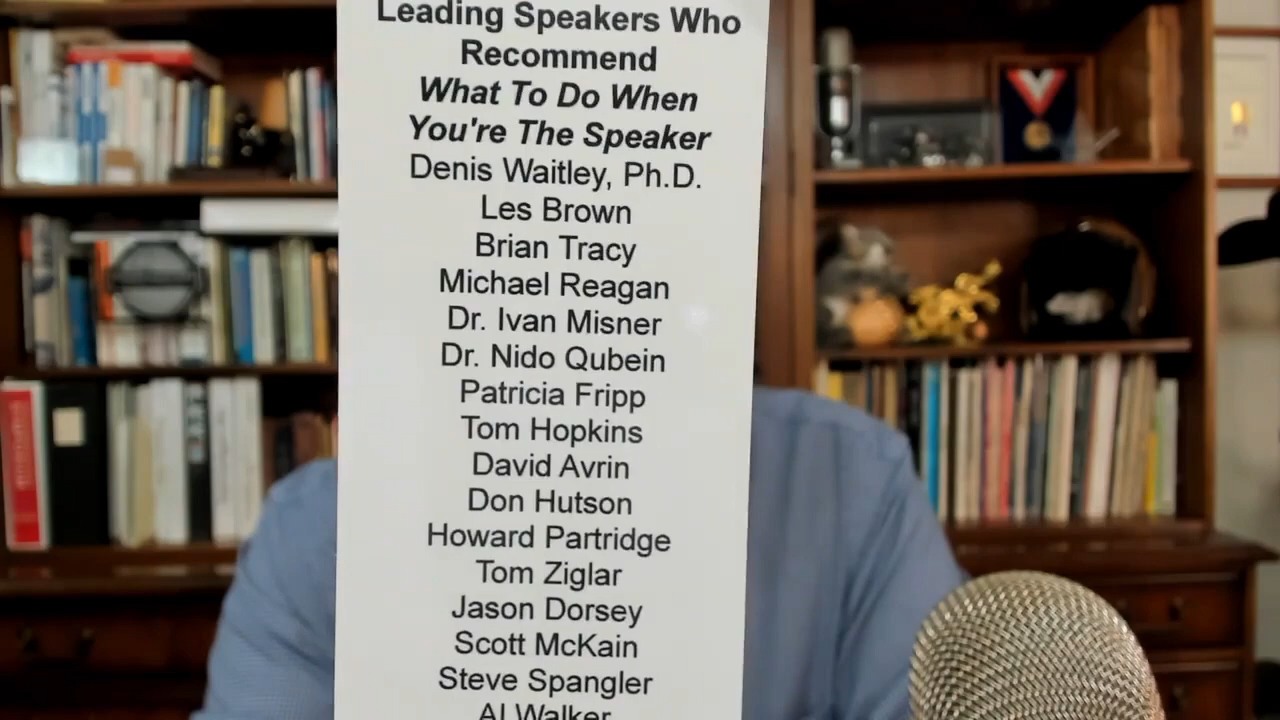 Leading Speakers Who
Recommend
What To Do When
You're The Speaker
Denis Waitley, Ph.D.
Les Brown
Brian Tracy
Michael Reagan
Dr. Ivan Misner
Dr. Nido Qubein
Patricia Fripp
Tom Hopkins
David Avrin
Don Hutson
Howard Partridge
Tom Ziglar
Jason Dorsey
Scott McKain
Steve Spangler
Al Walker